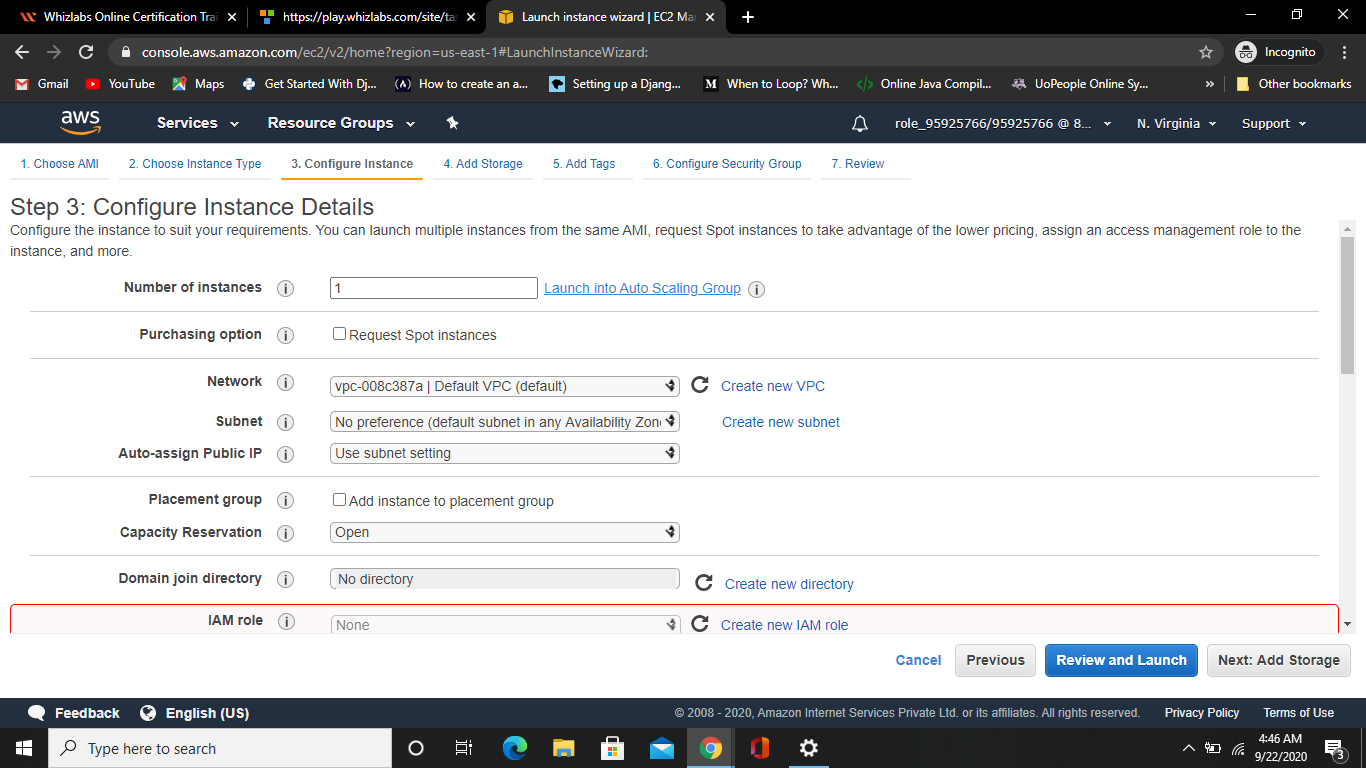 Whizlabs Online Certification Trai
https://play.whizlabs.com/site/tas
Launch instance wizard | EC2 Man
console.aws.amazon.com/ec2/v2/home?region=us-east-1#LaunchInstanceWizard:
Incognito
Gmail
YouTube
Maps
Get Started With Dj...
How to create an a...
Setting up a Djang...
When to Loop? Wh...
Online Java Compil...
UoPeople Online Sy...
»
Other bookmarks
aws
Services
Resource Groups
role_95925766/95925766 @ 8...
N. Virginia
Support
1. Choose AMI
2. Choose Instance Type
3. Configure Instance
4. Add Storage
5. Add Tags
6. Configure Security Group
7. Review
Step 3: Configure Instance Details
Configure the instance to suit your requirements. You can launch multiple instances from the same AMI, request Spot instances to take advantage of the lower pricing, assign an access management role to the
instance, and more.
Number of instances
1
Launch into Auto Scaling Group
Purchasing option
Request Spot instances
Network
vpc-008c387a | Default VPC (default)
Create new VPC
Subnet
No preference (default subnet in any Availability Zone
Create new subnet
Auto-assign Public IP
Use subnet setting
Placement group
Add instance to placement group
Capacity Reservation
Open
Domain join directory
No directory
Create new directory
IAM role
None
Create new IAM role
Cancel
Previous
Review and Launch
Next: Add Storage
Feedback
English (US)
© 2008 - 2020, Amazon Internet Services Private Ltd. or its affiliates. All rights reserved.
Privacy Policy
Terms of Use
Type here to search
4:46 AM
9/22/2020
3